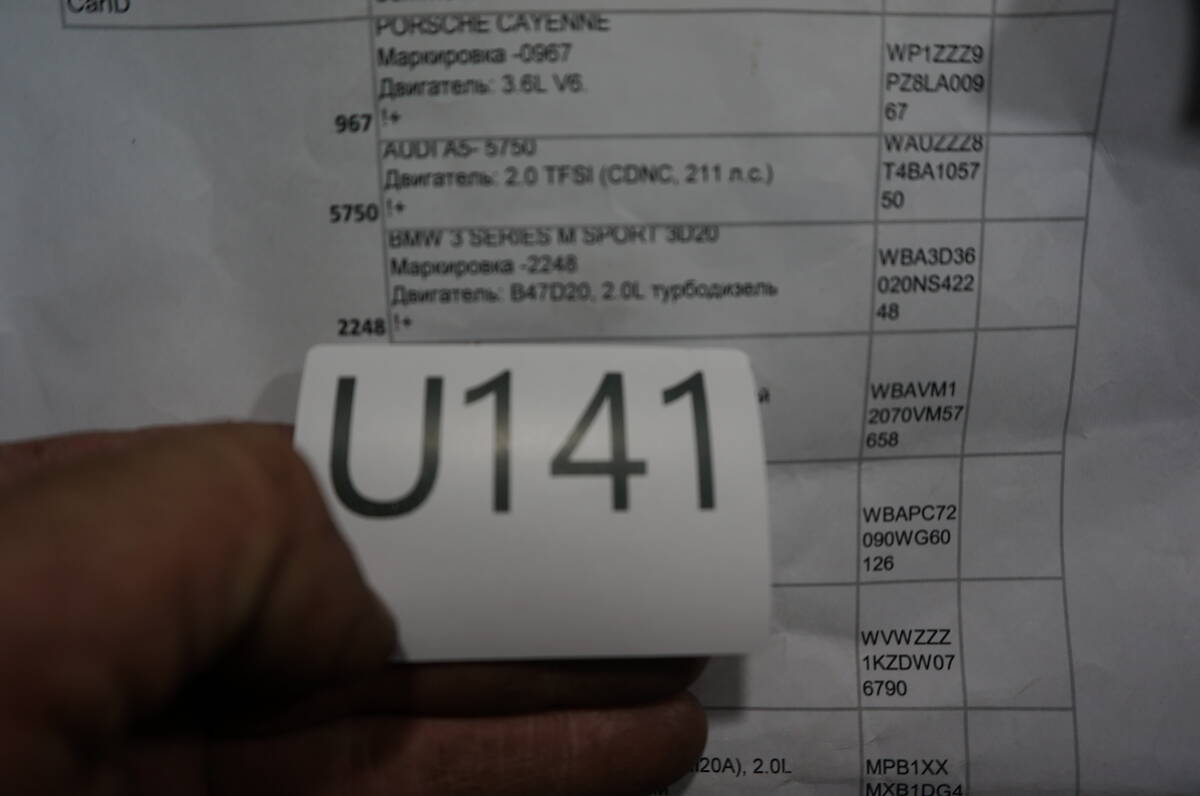 CanD
PORSCHE CAYENNE
Маркировка -0967
Двигатель: 3.6L V6.
967 !+
WP1ZZZ9
PZ8LA009
67
AUDI A5- 5750
Двигатель: 2.0 TFSI (CDNC, 211 л.с.)
5750 !+
WAUZZZ8
T4BA1057
50
BMW 3 SERIES M SPORT 3D20
Маркировка -2248
Двигатель: B47D20, 2.0L турбодизель
2248 !+
WBA3D36
020NS422
48
U141
й
WBAVM1
2070VM57
658
WBAPC72
090WG60
126
WVWZZZ
1KZDW07
6790
I20A), 2.0L
MPB1XX
MXB1DG4